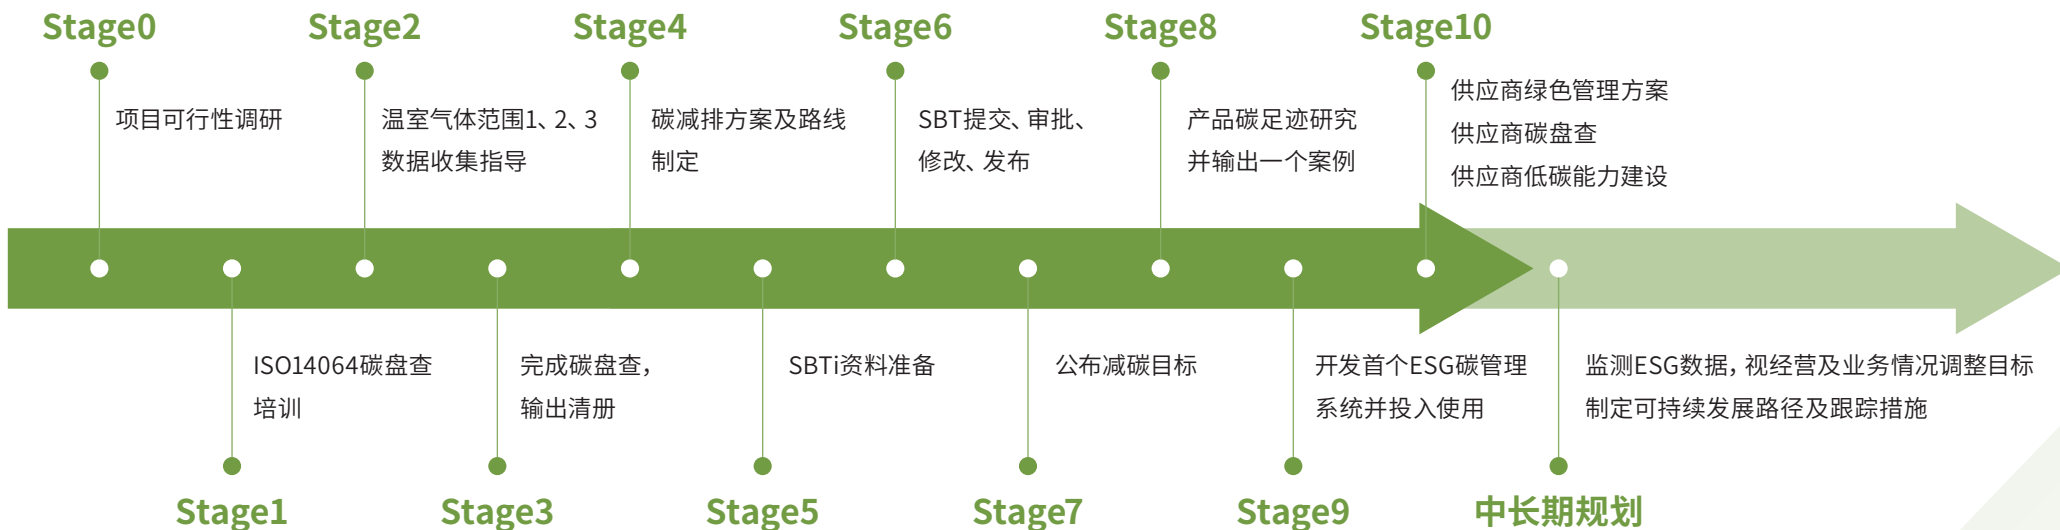 Stage0
项目可行性调研
Stage2
温室气体范围1、2、3
数据收集指导
Stage4
碳减排方案及路线
制定
Stage6
SBT提交、审批、
修改、发布
Stage8
产品碳足迹研究
并输出一个案例
Stage10
供应商绿色管理方案
供应商碳盘查
供应商低碳能力建设
ISO14064碳盘查
培训
Stage1
完成碳盘查，
输出清册
Stage3
SBTi资料准备
Stage5
公布减碳目标
Stage7
开发首个ESG碳管理
系统并投入使用
Stage9
监测ESG数据，视经营及业务情况调整目标
制定可持续发展路径及跟踪措施
中长期规划